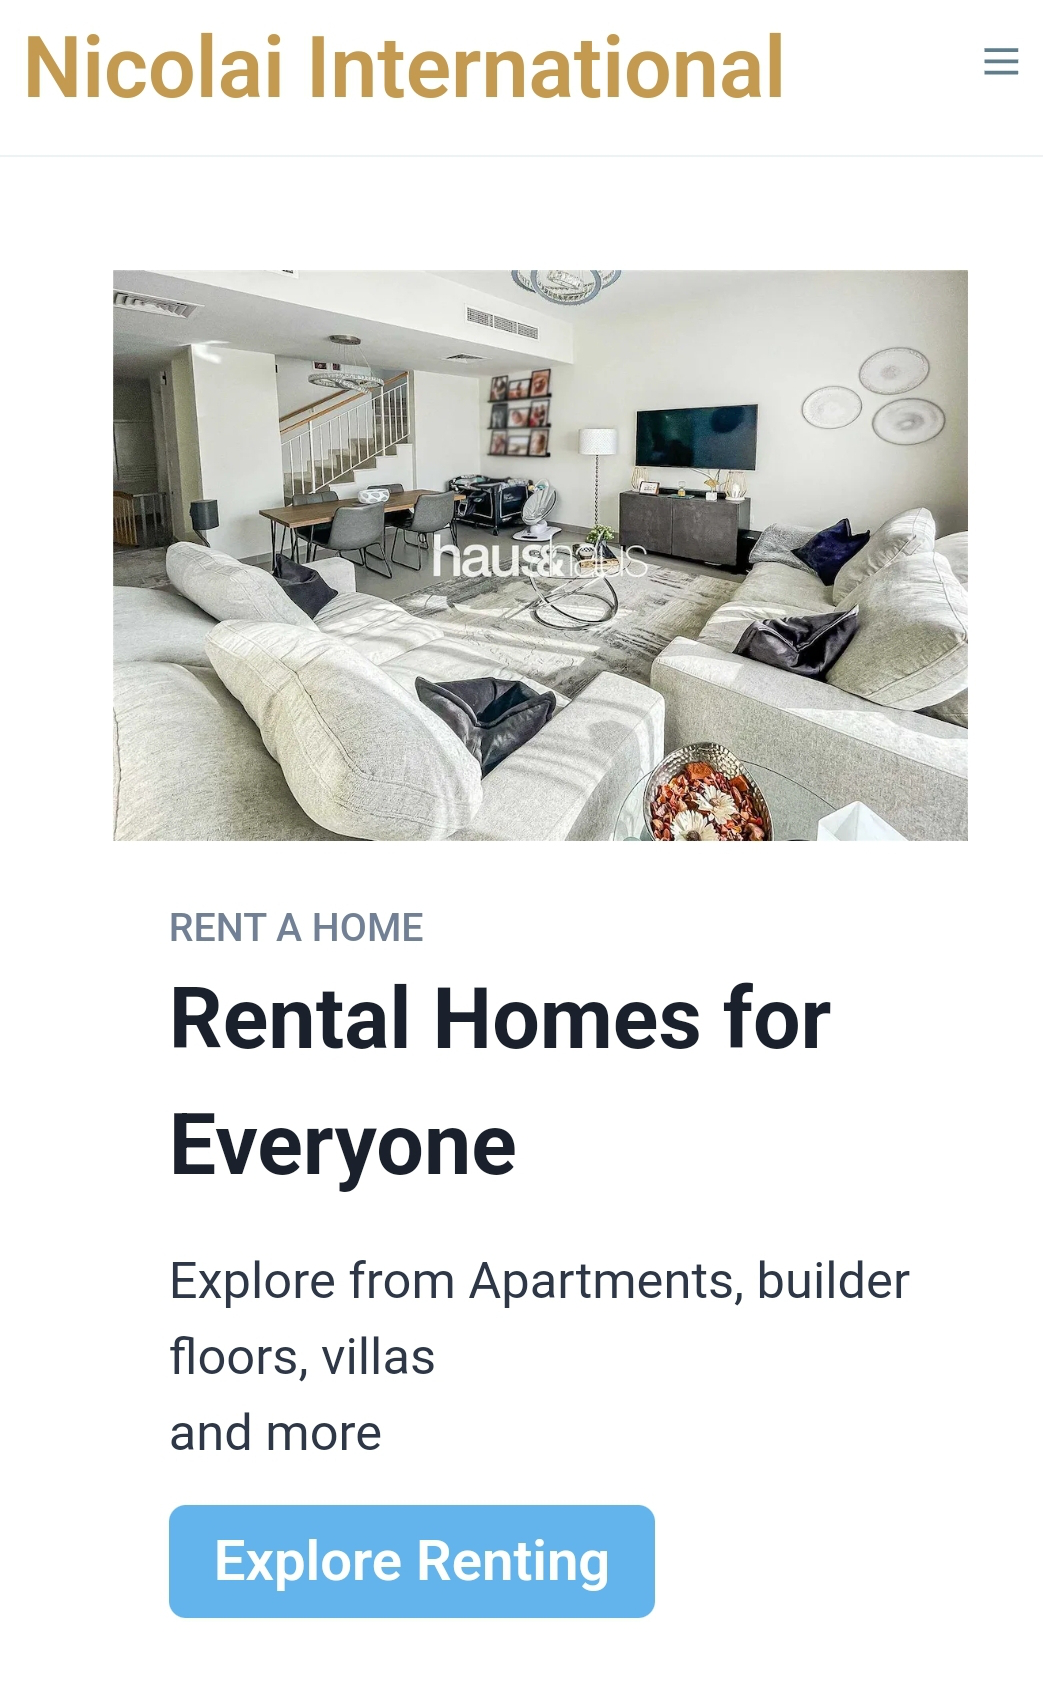 Nicolai International
haus&haus
RENT A HOME
Rental Homes for
Everyone
Explore from Apartments, builder
floors, villas
and more
Explore Renting